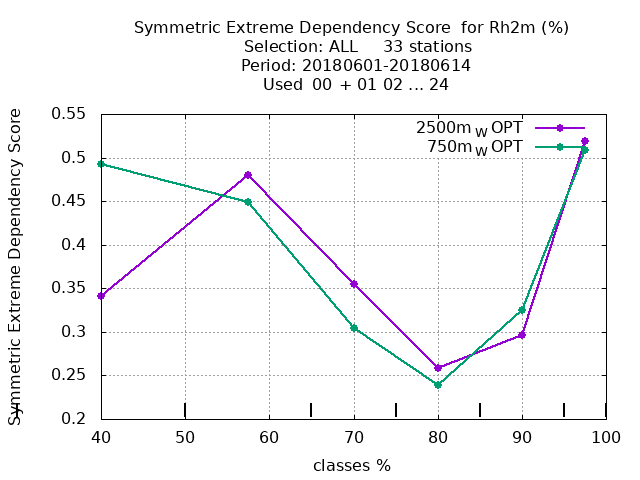 Symmetric Extreme Dependency Score  for Rh2m (%)
Selection: ALL     33 stations
Period: 20180601-20180614
Used  00  + 01 02 ... 24
Symmetric Extreme Dependency Score
0.55
0.5
0.45
0.4
0.35
0.3
0.25
0.2
2500m W OPT
750m W OPT
y
40 50 60 70 80 90 100
classes %